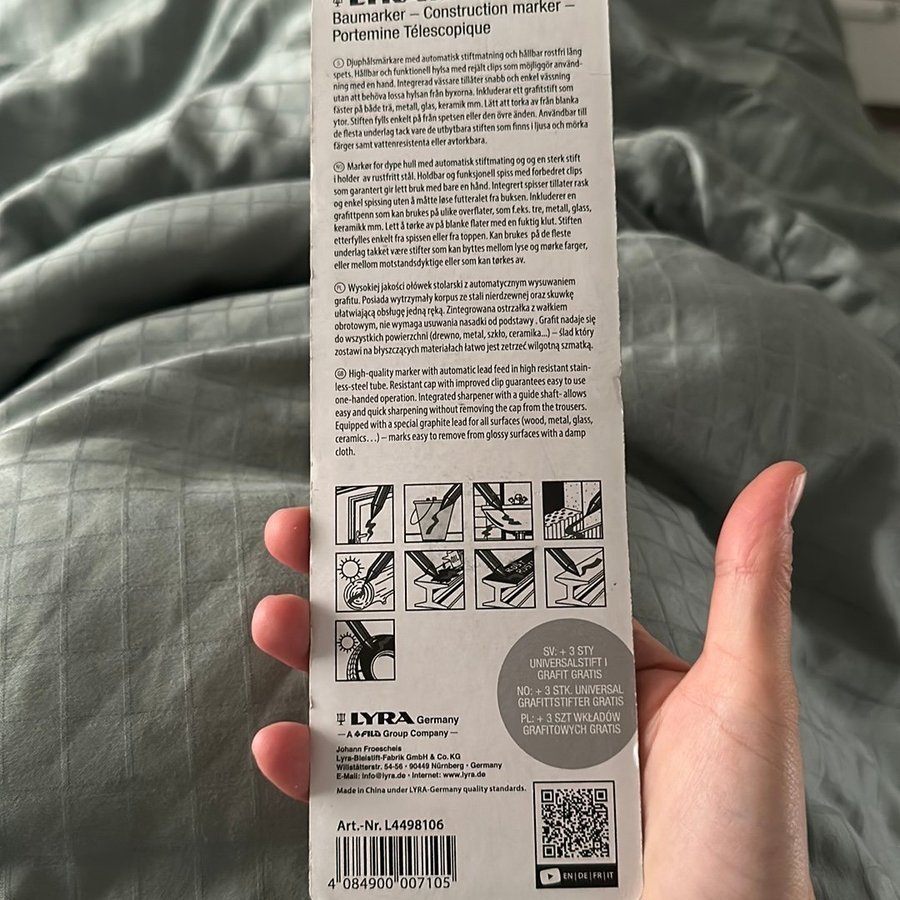 Baumarker – Construction marker –
Portemine Télescopique
Ⓢ Djuphålsmärkare med automatisk stiftmatning och hållbar rostfri lång
spets. Hållbar och funktionell hylsa med rejält clips som möjliggör använd-
ning med en hand. Integrerad vässare tillåter snabb och enkel vässning
utan att behöva lossa hylsan från byxorna. Inkluderar ett grafitstift som
fäster på både trä, metall, glas, keramik mm. Lätt att torka av från blanka
ytor. Stiften fylls enkelt på från spetsen eller den övre änden. Användbar till
de flesta underlag tack vare de utbytbara stiften som finns i ljusa och mörka
färger samt vattenresistenta eller avtorkbara.
NO Markør for dype hull med automatisk stiftmating og og en sterk stift
i holder av rustfritt stål. Holdbar og funksjonell spiss med forbedret clips
som garantert gir lett bruk med bare en hånd. Integrert spisser tillater rask
og enkel spissing uten å måtte løse futteralet fra buksen. Inkluderer en
grafittpenn som kan brukes på ulike overflater, som f.eks. tre, metall, glass,
keramikk mm. Lett å tørke av på blanke flater med en fuktig klut. Stiften
etterfylles enkelt fra spissen eller fra toppen. Kan brukes på de fleste
underlag takket være stifter som kan byttes mellom lyse og mørke farger,
eller mellom motstandsdyktige eller som kan tørkes av.
PL Wysokiej jakości ołówek stolarski z automatycznym wysuwaniem
grafitu. Posiada wytrzymały korpus ze stali nierdzewnej oraz skuwkę
ułatwiającą obsługę jedną ręką. Zintegrowana ostrzałka z wałkiem
obrotowym, nie wymaga usuwania nasadki od podstawy . Grafit nadaje się
do wszystkich powierzchni (drewno, metal, szkło, ceramika...) – ślad który
zostawi na błyszczących materiałach łatwo jest zetrzeć wilgotną szmatką.
GB High-quality marker with automatic lead feed in high resistant stain-
less-steel tube. Resistant cap with improved clip guarantees easy to use
one-handed operation. Integrated sharpener with a guide shaft- allows
easy and quick sharpening without removing the cap from the trousers.
Equipped with a special graphite lead for all surfaces (wood, metal, glass,
ceramics…) – marks easy to remove from glossy surfaces with a damp
cloth.
SV: + 3 STY
UNIVERSALSTIFT I
GRAFIT GRATIS
NO: + 3 STK. UNIVERSAL
GRAFITTSTIFTER GRATIS
PL: + 3 SZT WKŁADÓW
GRAFITOWYCH GRATIS
LYRA Germany
– A FILA Group Company –
Johann Froescheis
Lyra-Bleistift-Fabrik GmbH & Co. KG
Willstätterstr. 54-56 • 90449 Nürnberg • Germany
E-Mail: info@lyra.de • Internet: www.lyra.de
Made in China under LYRA-Germany quality standards.
Art.-Nr. L4498106
4 084900 007105
EN | DE | FR | IT